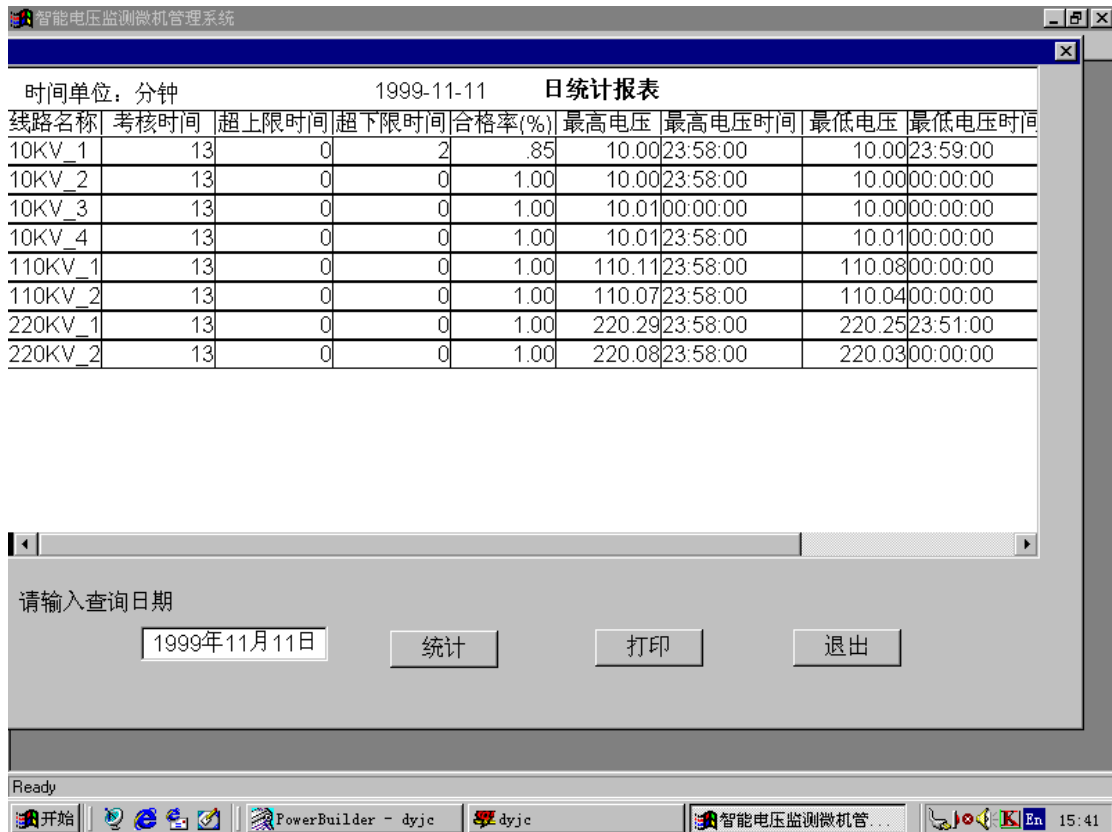 智能电压监测微机管理系统
时间单位：分钟 1999-11-11 日统计报表
线路名称 考核时间 超上限时间 超下限时间 合格率(%) 最高电压 最高电压时间 最低电压 最低电压时间
10KV_1 13 0 2 .85 10.00 23:58:00 10.00 23:59:00
10KV_2 13 0 0 1.00 10.00 23:58:00 10.00 00:00:00
10KV_3 13 0 0 1.00 10.01 00:00:00 10.00 00:00:00
10KV_4 13 0 0 1.00 10.01 23:58:00 10.01 00:00:00
110KV_1 13 0 0 1.00 110.11 23:58:00 110.08 00:00:00
110KV_2 13 0 0 1.00 110.07 23:58:00 110.04 00:00:00
220KV_1 13 0 0 1.00 220.29 23:58:00 220.25 23:51:00
220KV_2 13 0 0 1.00 220.08 23:58:00 220.03 00:00:00
请输入查询日期
1999年11月11日 统计 打印 退出
Ready
开始 PowerBuilder - dyjc dyjc 智能电压监测微机管... K En 15:41